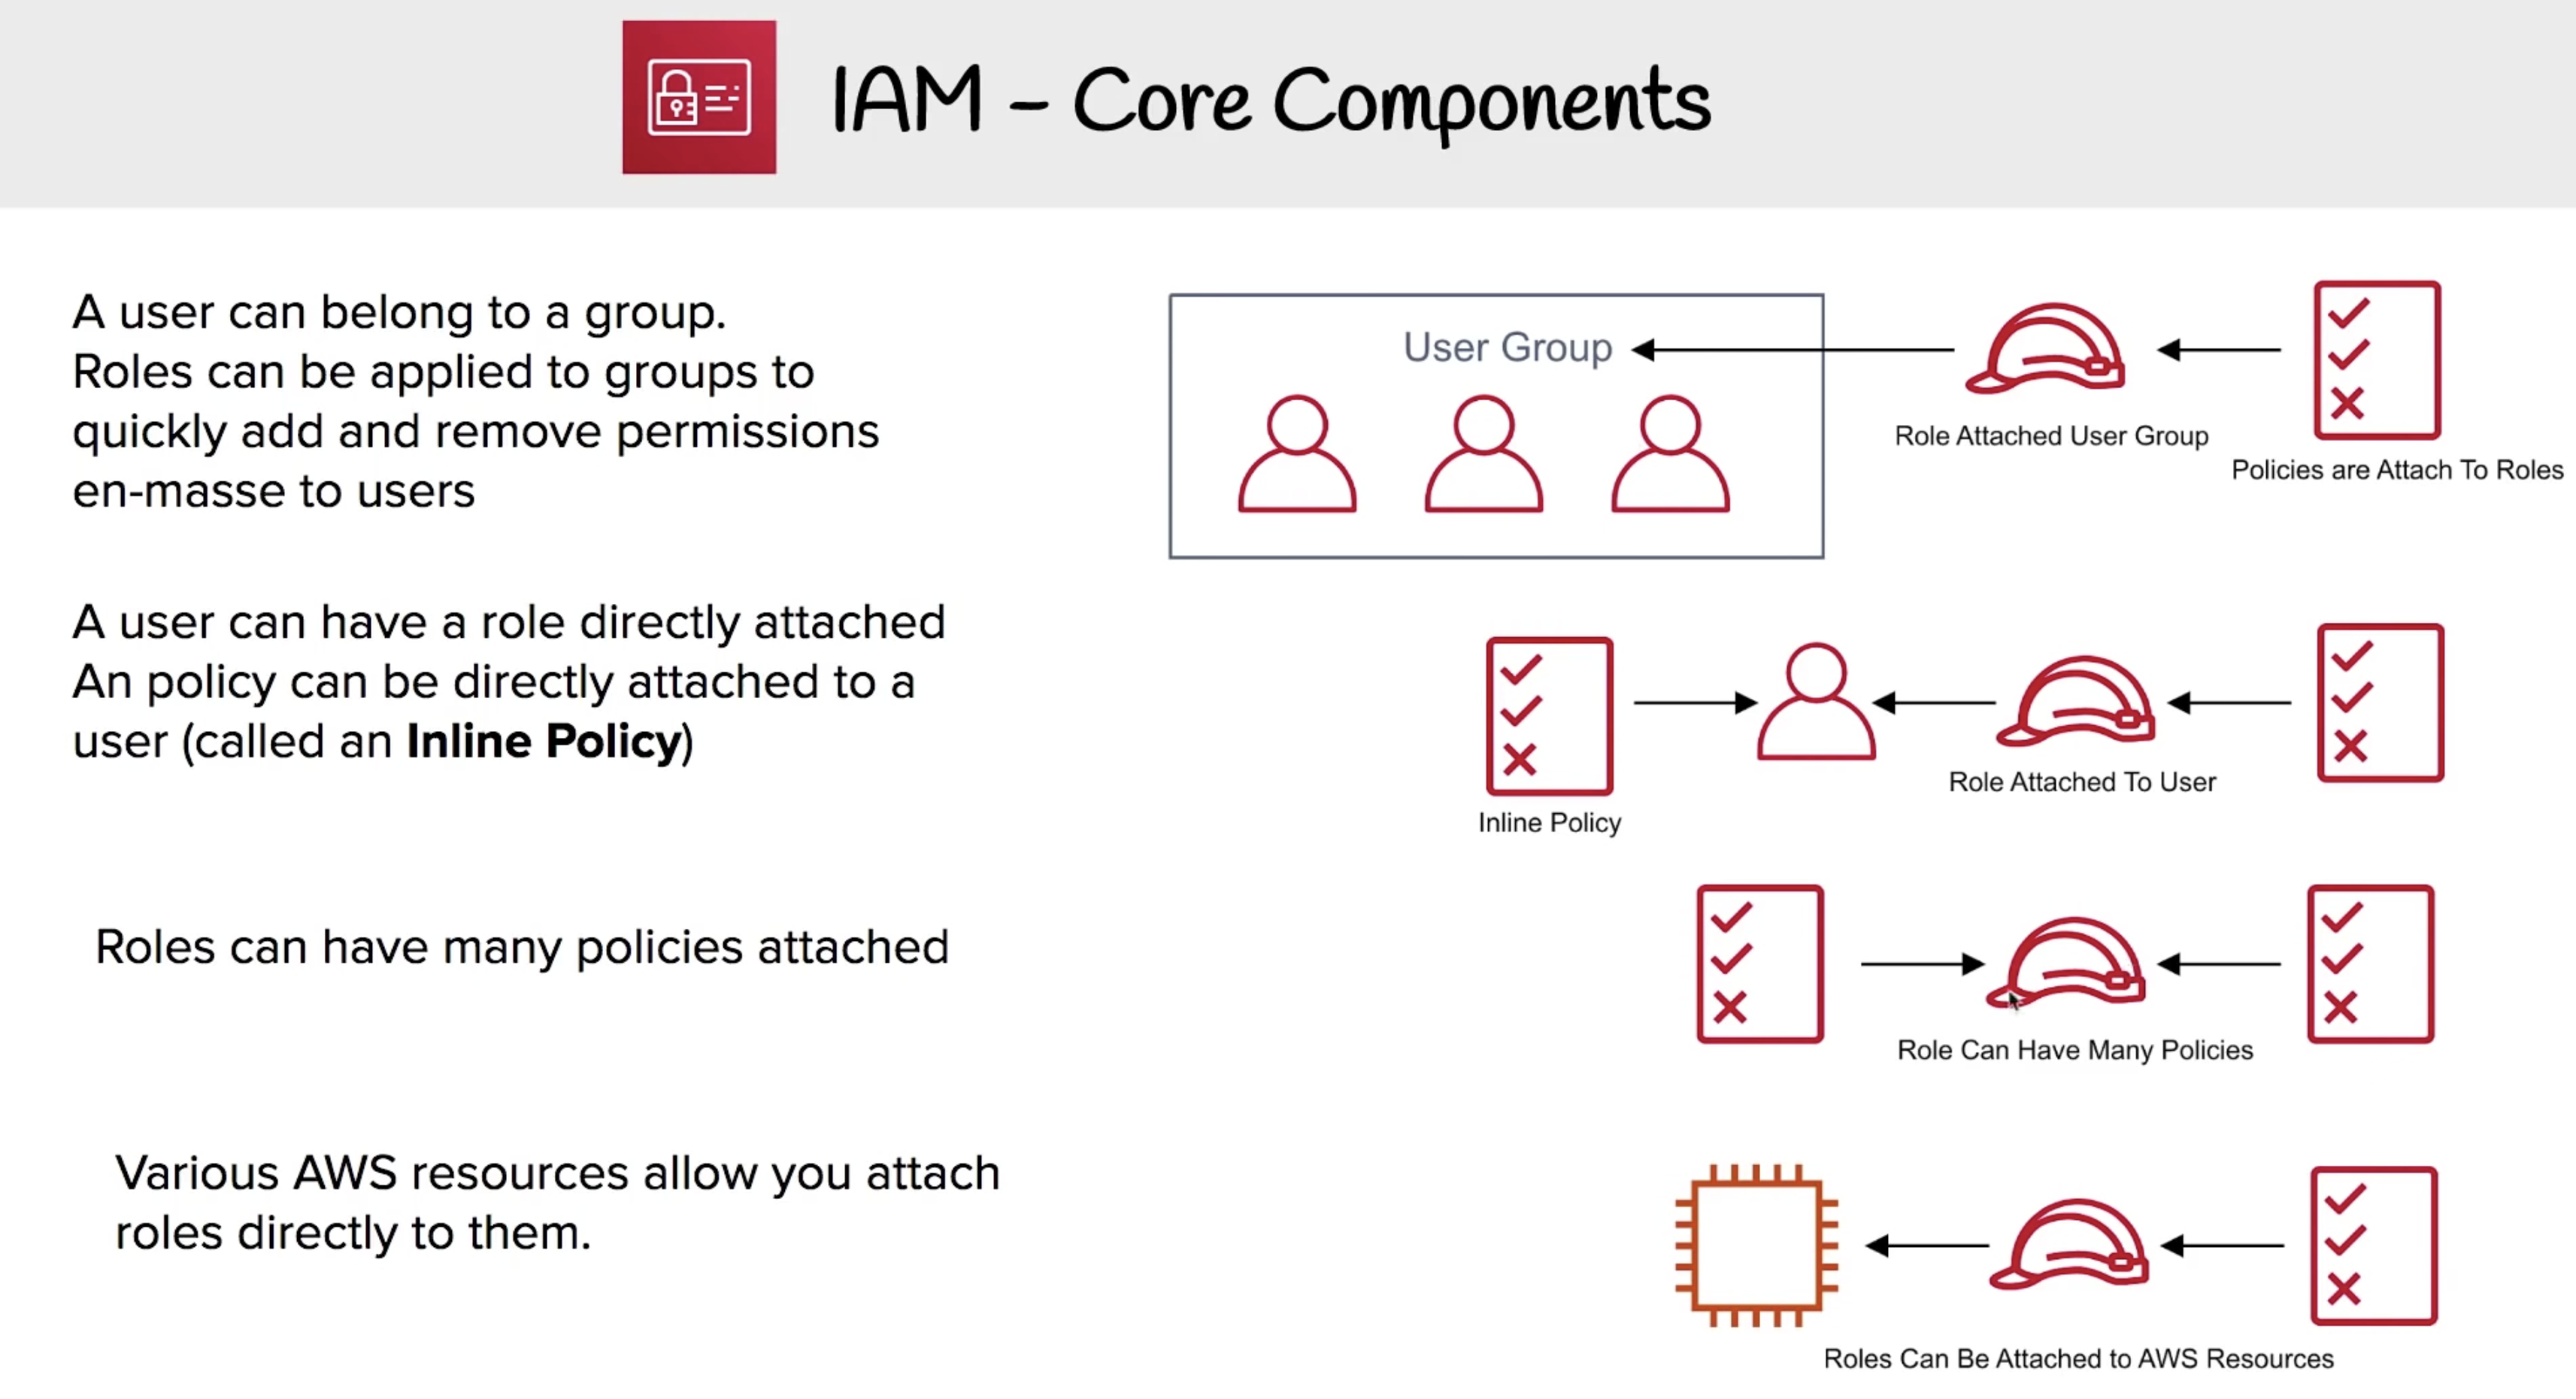 IAM - Core Components
A user can belong to a group.
Roles can be applied to groups to
quickly add and remove permissions
en-masse to users
User Group
Role Attached User Group
Policies are Attach To Roles
A user can have a role directly attached
An policy can be directly attached to a
user (called an Inline Policy)
Inline Policy
Role Attached To User
Roles can have many policies attached
Role Can Have Many Policies
Various AWS resources allow you attach
roles directly to them.
Roles Can Be Attached to AWS Resources